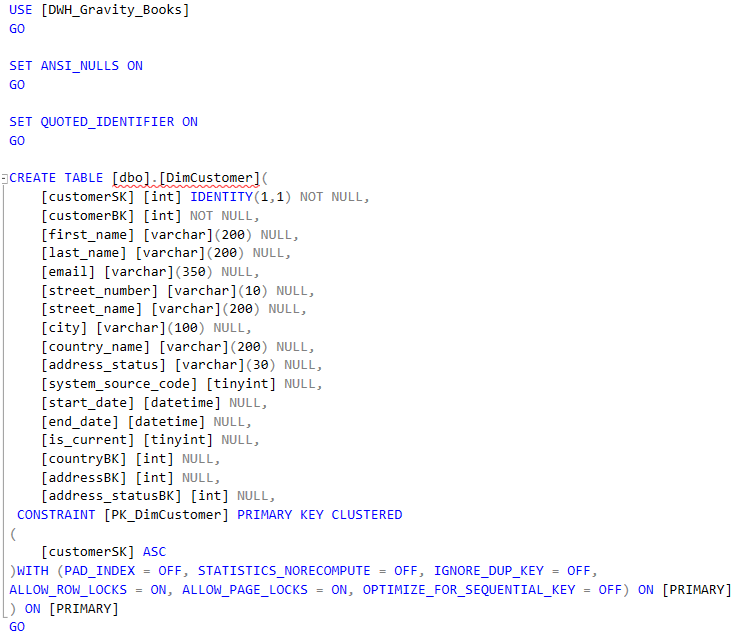 USE [DWH_Gravity_Books]
GO
SET ANSI_NULLS ON
GO
SET QUOTED_IDENTIFIER ON
GO
CREATE TABLE [dbo].[DimCustomer](
[customerSK] [int] IDENTITY(1,1) NOT NULL,
[customerBK] [int] NOT NULL,
[first_name] [varchar](200) NULL,
[last_name] [varchar](200) NULL,
[email] [varchar](350) NULL,
[street_number] [varchar](10) NULL,
[street_name] [varchar](200) NULL,
[city] [varchar](100) NULL,
[country_name] [varchar](200) NULL,
[address_status] [varchar](30) NULL,
[system_source_code] [tinyint] NULL,
[start_date] [datetime] NULL,
[end_date] [datetime] NULL,
[is_current] [tinyint] NULL,
[countryBK] [int] NULL,
[addressBK] [int] NULL,
[address_statusBK] [int] NULL,
CONSTRAINT [PK_DimCustomer] PRIMARY KEY CLUSTERED
(
[customerSK] ASC
)WITH (PAD_INDEX = OFF, STATISTICS_NORECOMPUTE = OFF, IGNORE_DUP_KEY = OFF,
ALLOW_ROW_LOCKS = ON, ALLOW_PAGE_LOCKS = ON, OPTIMIZE_FOR_SEQUENTIAL_KEY = OFF) ON [PRIMARY]
) ON [PRIMARY]
GO